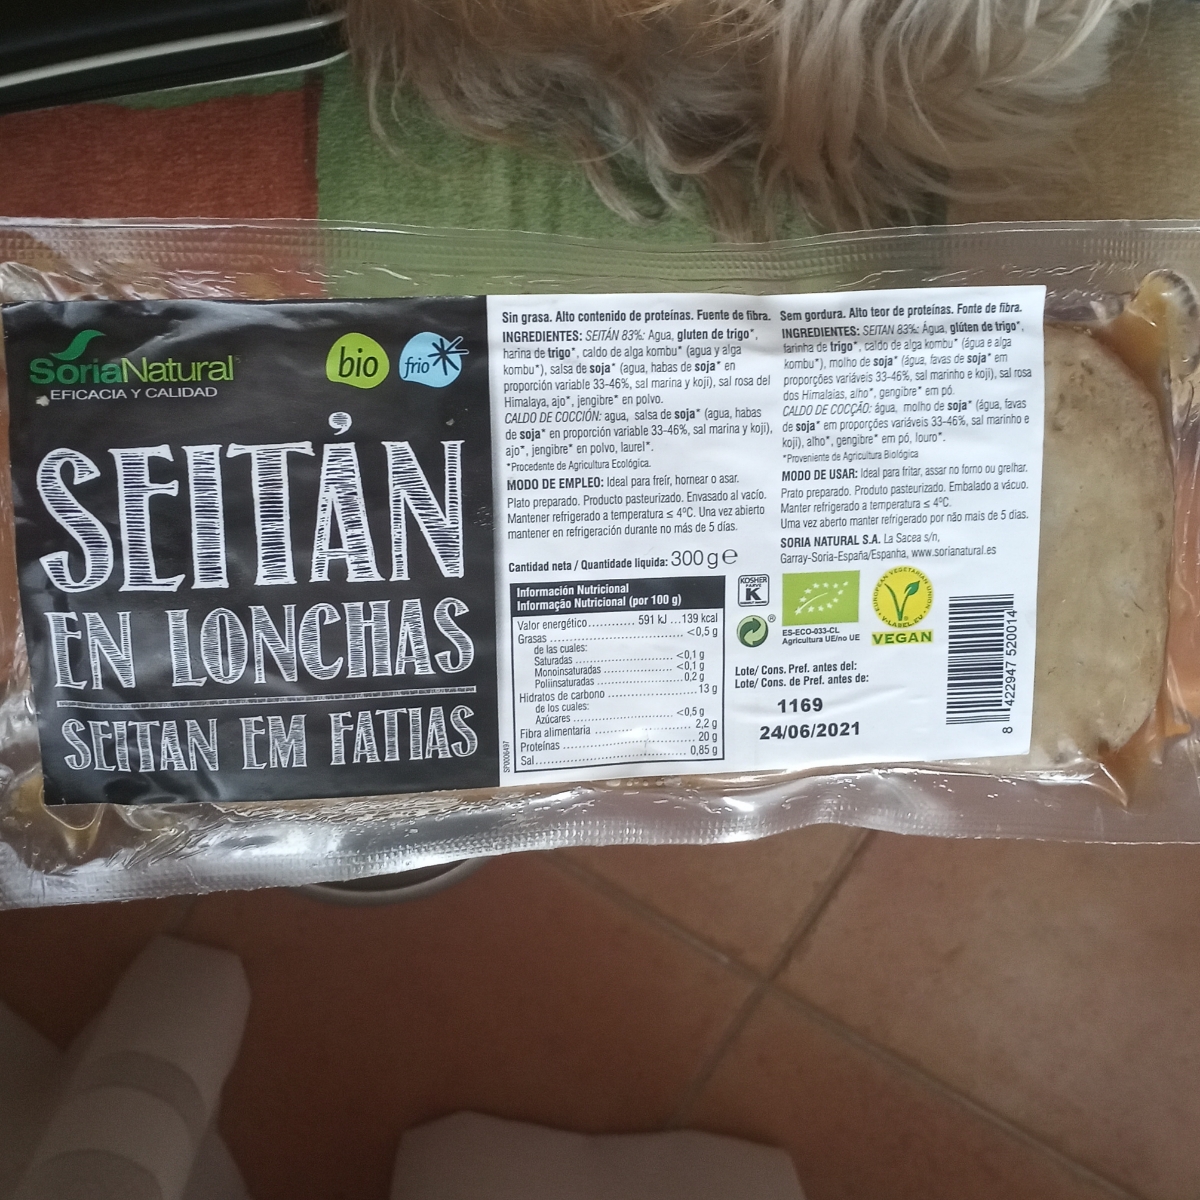 SoriaNatural
EFICACIA Y CALIDAD
bio
frio
SEITÁN
EN LONCHAS
SEITAN EM FATIAS
Sin grasa. Alto contenido de proteínas. Fuente de fibra.
INGREDIENTES: SEITÁN 83%: Agua, gluten de trigo*,
harina de trigo*, caldo de alga kombu* (agua y alga
kombu*), salsa de soja* (agua, habas de soja* en
proporción variable 33-46%, sal marina y koji), sal rosa del
Himalaya, ajo*, jengibre* en polvo.
CALDO DE COCCIÓN: agua, salsa de soja* (agua, habas
de soja* en proporción variable 33-46%, sal marina y koji),
ajo*, jengibre* en polvo, laurel*.
*Procedente de Agricultura Ecológica.
MODO DE EMPLEO: Ideal para freír, hornear o asar.
Plato preparado. Producto pasteurizado. Envasado al vacío.
Mantener refrigerado a temperatura ≤ 4ºC. Una vez abierto
mantener en refrigeración durante no más de 5 días.
Cantidad neta / Quantidade liquida: 300 g e
Información Nutricional
Informação Nutricional (por 100 g)
Valor energético............ 591 kJ ...139 kcal
Grasas ........ <0,5 g
de las cuales:
Saturadas ........ <0,1 g
Monoinsaturadas ........ <0,1 g
Poliinsaturadas ........ 0,2 g
Hidratos de carbono ........ 13 g
de los cuales:
Azúcares ........ <0,5 g
Fibra alimentaria ........ 2,2 g
Proteínas ........ 20 g
Sal........ 0,85 g
SP0006497
Sem gordura. Alto teor de proteínas. Fonte de fibra.
INGREDIENTES: SEITAN 83%: Água, glúten de trigo*,
farinha de trigo*, caldo de alga kombu* (água e alga
kombu*), molho de soja* (água, favas de soja* em
proporções variáveis 33-46%, sal marinho e koji), sal rosa
dos Himalaias, alho*, gengibre* em pó.
CALDO DE COCÇÃO: água, molho de soja* (água, favas
de soja* em proporções variáveis 33-46%, sal marinho e
koji), alho*, gengibre* em pó, louro*.
*Proveniente de Agricultura Biológica
MODO DE USAR: Ideal para fritar, assar no forno ou grelhar.
Prato preparado. Produto pasteurizado. Embalado a vácuo.
Manter refrigerado a temperatura ≤ 4ºC.
Uma vez aberto manter refrigerado por não mais de 5 dias.
SORIA NATURAL S.A. La Sacea s/n,
Garray-Soria-España/Espanha, www.sorianatural.es
KOSHER
PARVE
K
®
ES-ECO-033-CL
Agricultura UE/no UE
EUROPEAN VEGETARIAN UNION
V-LABEL.EU
VEGAN
Lote/ Cons. Pref. antes del:
Lote/ Cons. de Pref. antes de:
1169
24/06/2021
8 422947 520014